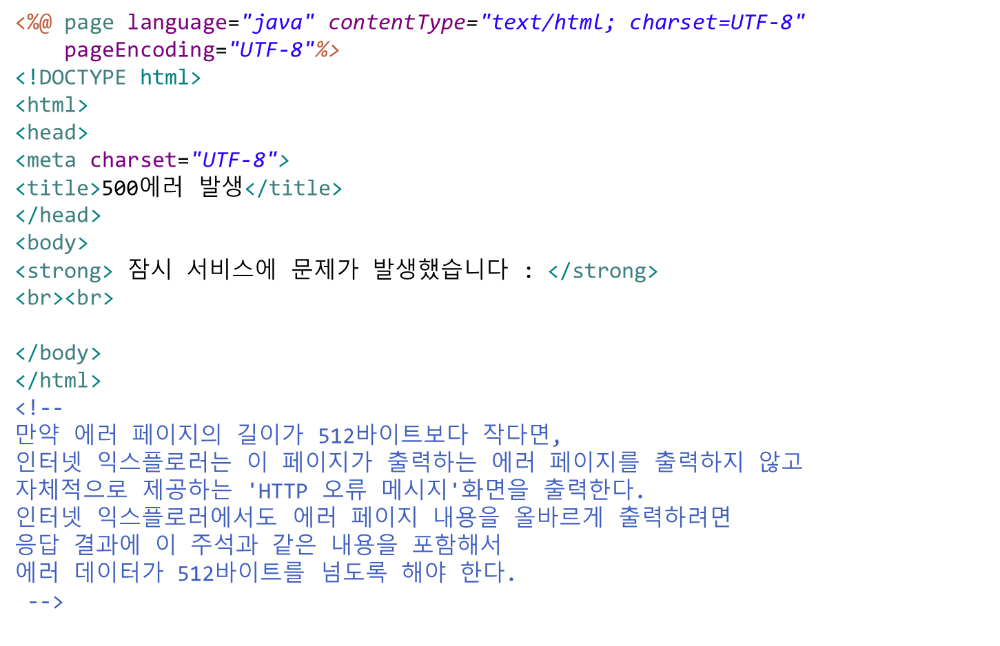 <%@ page language="java" contentType="text/html; charset=UTF-8"
    pageEncoding="UTF-8"%>
<!DOCTYPE html>
<html>
<head>
<meta charset="UTF-8">
<title>500에러 발생</title>
</head>
<body>
<strong> 잠시 서비스에 문제가 발생했습니다 : </strong>
<br><br>

</body>
</html>
<!--
만약 에러 페이지의 길이가 512바이트보다 작다면,
인터넷 익스플로러는 이 페이지가 출력하는 에러 페이지를 출력하지 않고
자체적으로 제공하는 'HTTP 오류 메시지'화면을 출력한다.
인터넷 익스플로러에서도 에러 페이지 내용을 올바르게 출력하려면
응답 결과에 이 주석과 같은 내용을 포함해서
에러 데이터가 512바이트를 넘도록 해야 한다.
 -->